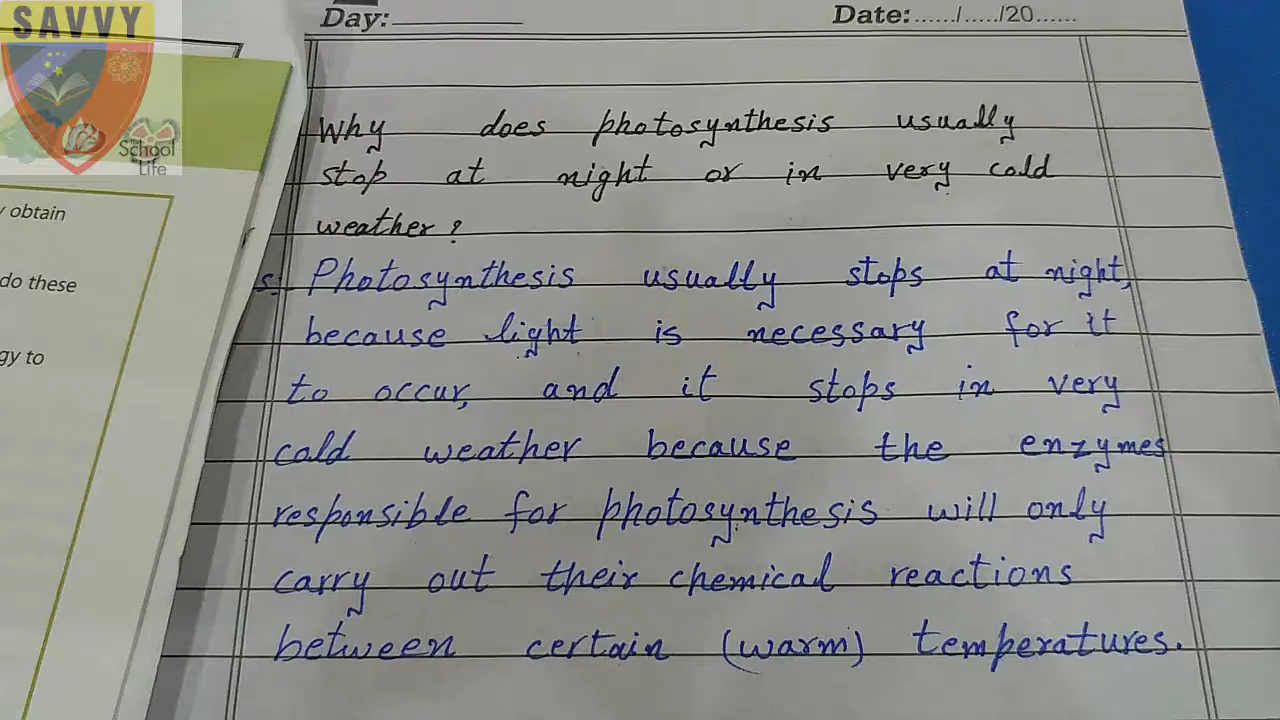 SAVVY
School
Life
y obtain
do these
gy to
Day:
Date:....../...../20......
Why does photosynthesis usually
stop at night or in very cold
weather?
s:- Photosynthesis usually stops at night,
because light is necessary for it
to occur, and it stops in very
cold weather because the enzymes
responsible for photosynthesis will only
carry out their chemical reactions
between certain (warm) temperatures.